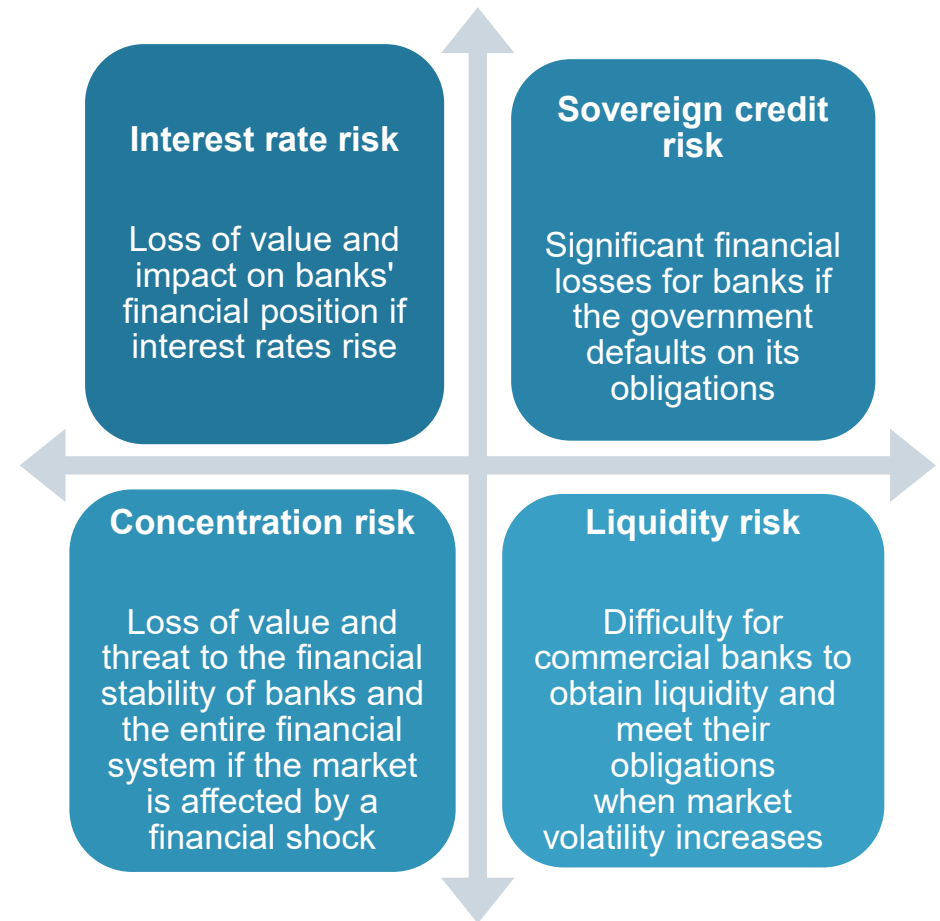 Interest rate risk
Loss of value and
impact on banks'
financial position if
interest rates rise
Sovereign credit
risk
Significant financial
losses for banks if
the government
defaults on its
obligations
Concentration risk
Loss of value and
threat to the financial
stability of banks and
the entire financial
system if the market
is affected by a
financial shock
Liquidity risk
Difficulty for
commercial banks to
obtain liquidity and
meet their
obligations
when market
volatility increases